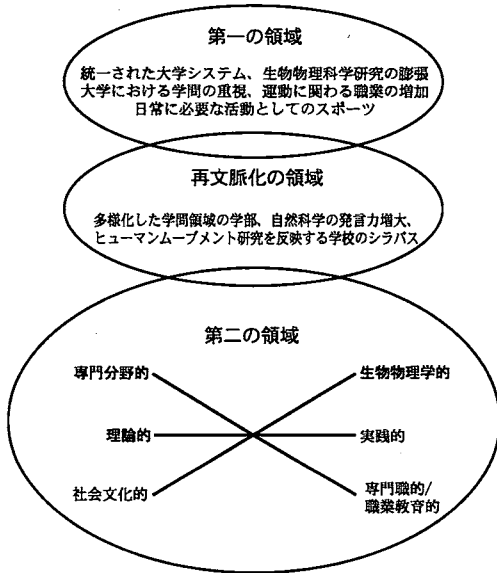 第一の領域
統一された大学システム、生物物理科学研究の膨張
大学における学問の重視、運動に関わる職業の増加
日常に必要な活動としてのスポーツ
再文脈化の領域
多様化した学問領域の学部、自然科学の発言力増大、
ヒューマンムーブメント研究を反映する学校のシラバス
第二の領域
専門分野的
生物物理学的
理論的
実践的
社会文化的
専門職的/
職業教育的